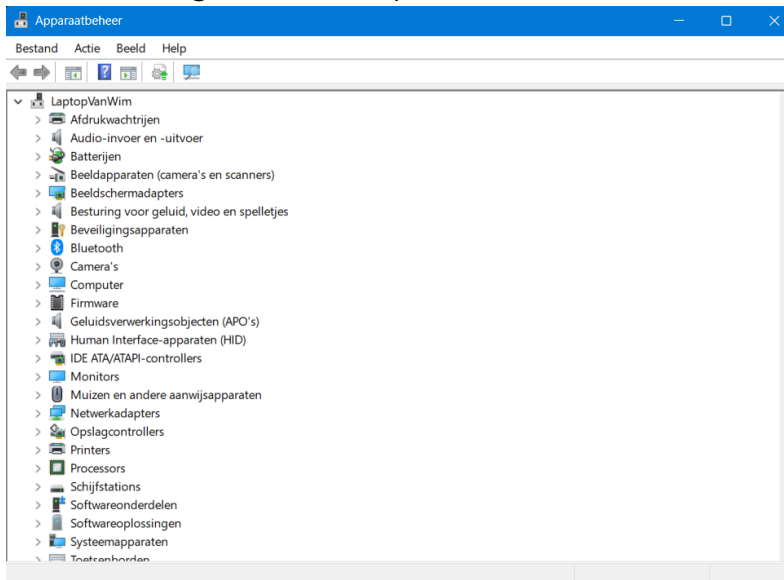 Apparaatbeheer
Bestand Actie Beeld Help
LaptopVanWim
Afdrukwachtrijen
Audio-invoer en -uitvoer
Batterijen
Beeldapparaten (camera's en scanners)
Beeldschermadapters
Besturing voor geluid, video en spelletjes
Beveiligingsapparaten
Bluetooth
Camera's
Computer
Firmware
Geluidsverwerkingsobjecten (APO's)
Human Interface-apparaten (HID)
IDE ATA/ATAPI-controllers
Monitors
Muizen en andere aanwijsapparaten
Netwerkadapters
Opslagcontrollers
Printers
Processors
Schijfstations
Softwareonderdelen
Softwareoplossingen
Systeemapparaten
Toetsenborden